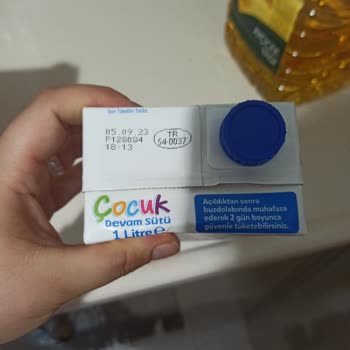 Son Tüketim Tarihi
05.09.23
P128084
18:13
TR
54-0037
Çocuk
Devam Sütü
1 Litre e
Açıldıktan sonra
buzdolabında muhafaza
ederek 2 gün boyunca
güvenle tüketebilirsiniz.